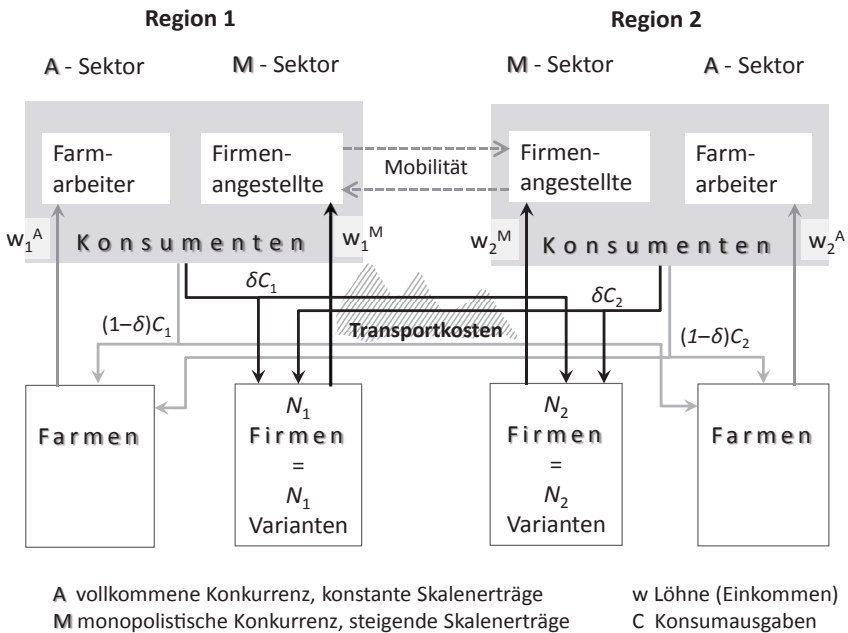 Region 1
Region 2
A - Sektor
M - Sektor
M - Sektor
A - Sektor
Farm-
arbeiter
Firmen-
angestellte
Mobilität
Firmen-
angestellte
Farm-
arbeiter
w₁ᴬ
Konsumenten
w₁ᴹ
w₂ᴹ
Konsumenten
w₂ᴬ
δC₁
δC₂
(1–δ)C₁
Transportkosten
(1–δ)C₂
Farmen
N₁
Firmen
=
N₁
Varianten
N₂
Firmen
=
N₂
Varianten
Farmen
A vollkommene Konkurrenz, konstante Skalenerträge
w Löhne (Einkommen)
M monopolistische Konkurrenz, steigende Skalenerträge
C Konsumausgaben